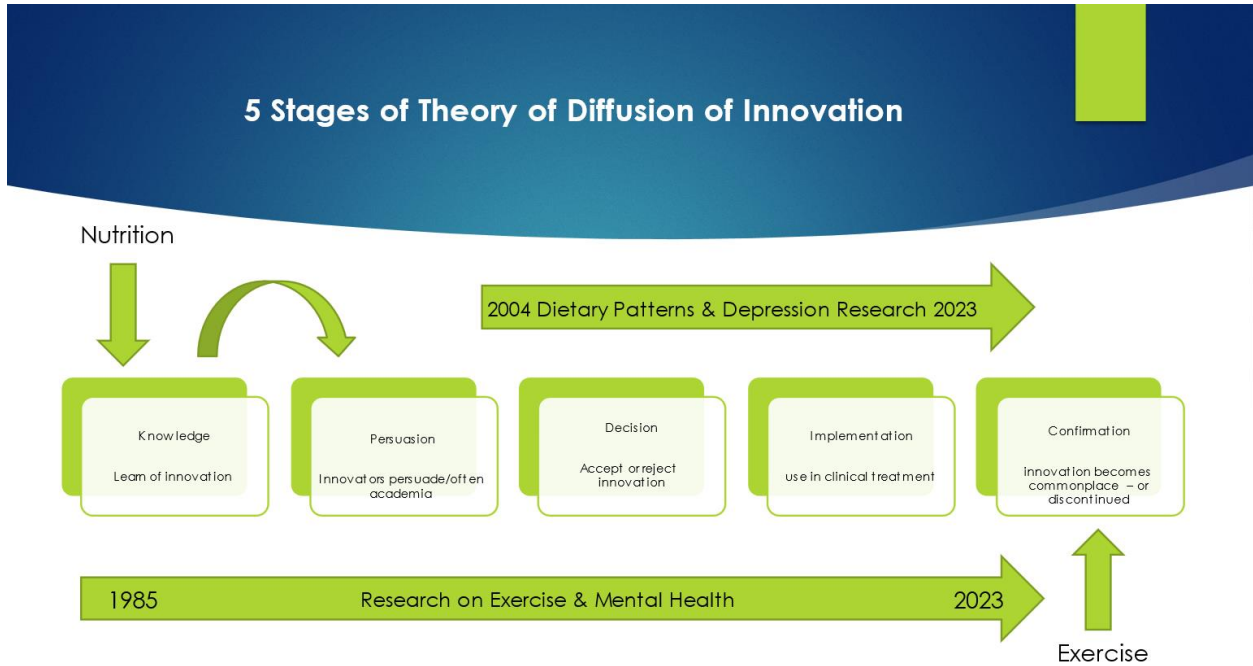 5 Stages of Theory of Diffusion of Innovation
Nutrition
2004 Dietary Patterns & Depression Research 2023
Knowledge
Learn of innovation
Persuasion
Innovators persuade/often
academia
Decision
Accept or reject
innovation
Implementation
use in clinical treatment
Confirmation
innovation becomes
commonplace – or
discontinued
1985 Research on Exercise & Mental Health 2023
Exercise